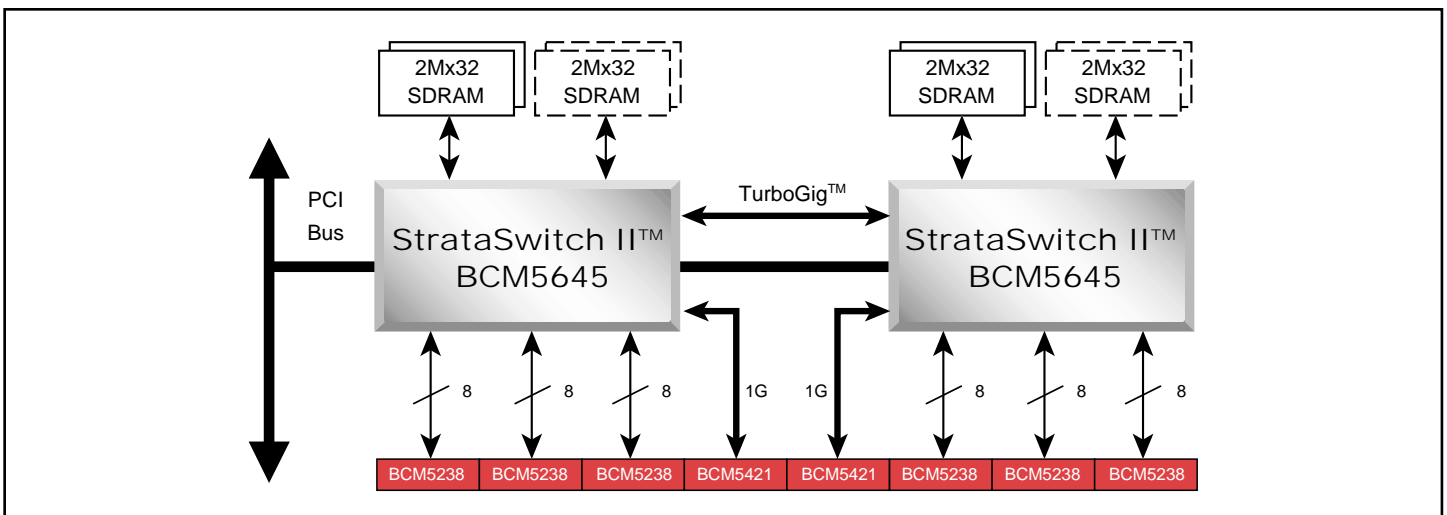 2Mx32
SDRAM
2Mx32
SDRAM
2Mx32
SDRAM
2Mx32
SDRAM
PCI
Bus
TurboGig™
StrataSwitch II™
BCM5645
StrataSwitch II™
BCM5645
8
8
8
1G
1G
8
8
8
BCM5238
BCM5238
BCM5238
BCM5421
BCM5421
BCM5238
BCM5238
BCM5238